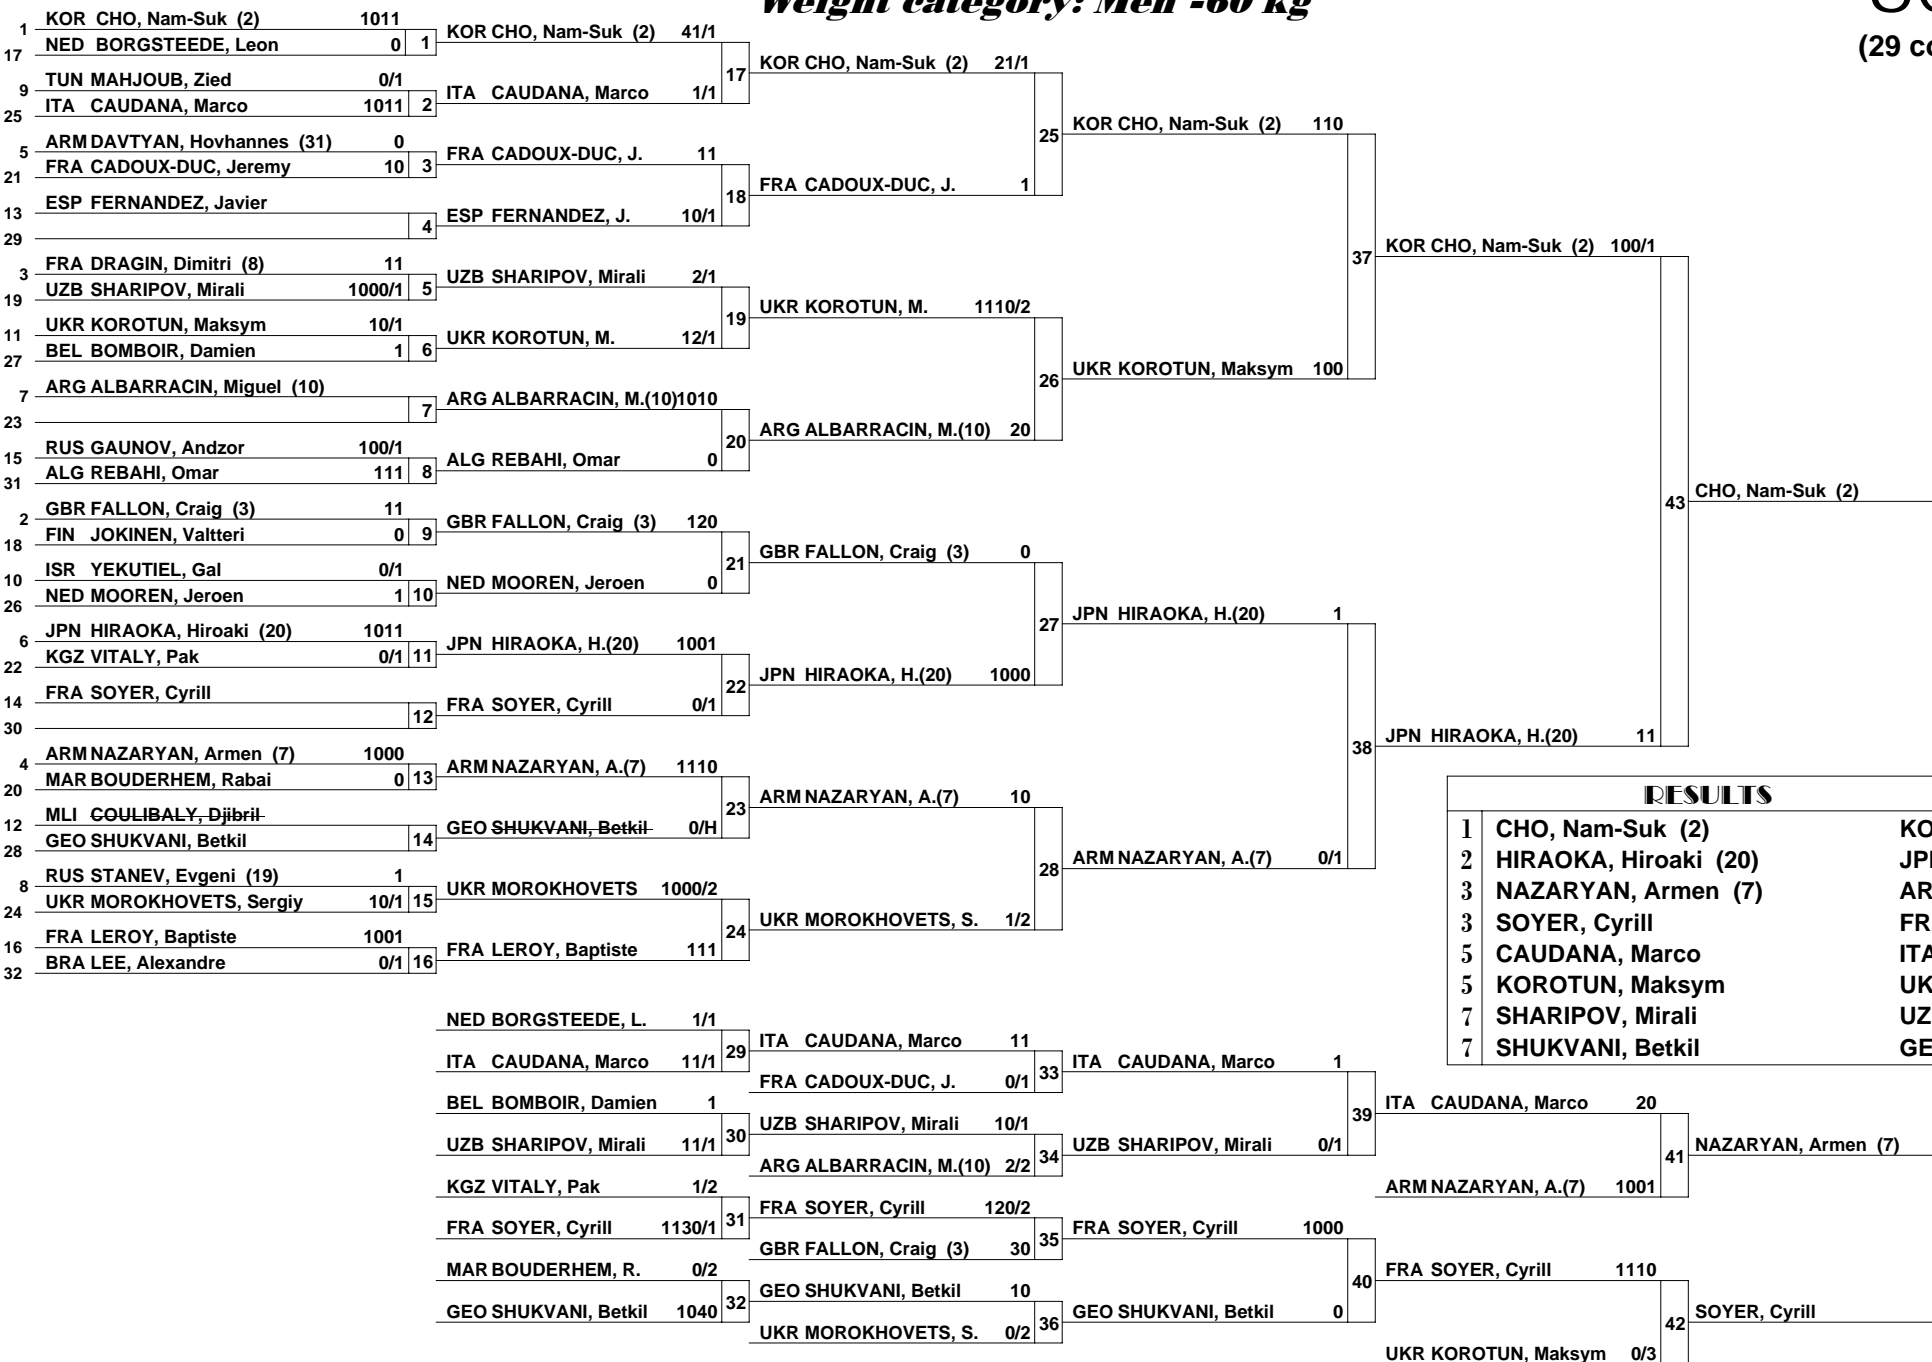 Weight category: Men -60 kg
(29 co
1 KOR CHO, Nam-Suk (2) 1011
17 NED BORGSTEEDE, Leon 0 1
9 TUN MAHJOUB, Zied 0/1
25 ITA CAUDANA, Marco 1011 2
5 ARM DAVTYAN, Hovhannes (31) 0
21 FRA CADOUX-DUC, Jeremy 10 3
13 ESP FERNANDEZ, Javier
29 4
3 FRA DRAGIN, Dimitri (8) 11
19 UZB SHARIPOV, Mirali 1000/1 5
11 UKR KOROTUN, Maksym 10/1
27 BEL BOMBOIR, Damien 1 6
7 ARG ALBARRACIN, Miguel (10)
23 7
15 RUS GAUNOV, Andzor 100/1
31 ALG REBAHI, Omar 111 8
2 GBR FALLON, Craig (3) 11
18 FIN JOKINEN, Valtteri 0 9
10 ISR YEKUTIEL, Gal 0/1
26 NED MOOREN, Jeroen 1 10
6 JPN HIRAOKA, Hiroaki (20) 1011
22 KGZ VITALY, Pak 0/1 11
14 FRA SOYER, Cyrill
30 12
4 ARM NAZARYAN, Armen (7) 1000
20 MAR BOUDERHEM, Rabai 0 13
12 MLI COULIBALY, Djibril
28 GEO SHUKVANI, Betkil 14
8 RUS STANEV, Evgeni (19) 1
24 UKR MOROKHOVETS, Sergiy 10/1 15
16 FRA LEROY, Baptiste 1001
32 BRA LEE, Alexandre 0/1 16
KOR CHO, Nam-Suk (2) 41/1
17
ITA CAUDANA, Marco 1/1
FRA CADOUX-DUC, J. 11
18
ESP FERNANDEZ, J. 10/1
UZB SHARIPOV, Mirali 2/1
19
UKR KOROTUN, M. 12/1
ARG ALBARRACIN, M.(10) 1010
20
ALG REBAHI, Omar 0
GBR FALLON, Craig (3) 120
21
NED MOOREN, Jeroen 0
JPN HIRAOKA, H.(20) 1001
22
FRA SOYER, Cyrill 0/1
ARM NAZARYAN, A.(7) 1110
23
GEO SHUKVANI, Betkil 0/H
UKR MOROKHOVETS 1000/2
24
FRA LEROY, Baptiste 111
KOR CHO, Nam-Suk (2) 21/1
25
FRA CADOUX-DUC, J. 1
UKR KOROTUN, M. 1110/2
26
ARG ALBARRACIN, M.(10) 20
GBR FALLON, Craig (3) 0
27
JPN HIRAOKA, H.(20) 1000
ARM NAZARYAN, A.(7) 10
28
UKR MOROKHOVETS, S. 1/2
KOR CHO, Nam-Suk (2) 110
37
UKR KOROTUN, Maksym 100
JPN HIRAOKA, H.(20) 1
38
ARM NAZARYAN, A.(7) 0/1
KOR CHO, Nam-Suk (2) 100/1
43
JPN HIRAOKA, H.(20) 11
CHO, Nam-Suk (2)
RESULTS
1 CHO, Nam-Suk (2) KO
2 HIRAOKA, Hiroaki (20) JP
3 NAZARYAN, Armen (7) AR
3 SOYER, Cyrill FR
5 CAUDANA, Marco ITA
5 KOROTUN, Maksym UK
7 SHARIPOV, Mirali UZ
7 SHUKVANI, Betkil GE
NED BORGSTEEDE, L. 1/1
29
ITA CAUDANA, Marco 11/1
BEL BOMBOIR, Damien 1
30
UZB SHARIPOV, Mirali 11/1
KGZ VITALY, Pak 1/2
31
FRA SOYER, Cyrill 1130/1
MAR BOUDERHEM, R. 0/2
32
GEO SHUKVANI, Betkil 1040
ITA CAUDANA, Marco 11
33
FRA CADOUX-DUC, J. 0/1
UZB SHARIPOV, Mirali 10/1
34
ARG ALBARRACIN, M.(10) 2/2
FRA SOYER, Cyrill 120/2
35
GBR FALLON, Craig (3) 30
GEO SHUKVANI, Betkil 10
36
UKR MOROKHOVETS, S. 0/2
ITA CAUDANA, Marco 1
39
UZB SHARIPOV, Mirali 0/1
FRA SOYER, Cyrill 1000
40
GEO SHUKVANI, Betkil 0
ITA CAUDANA, Marco 20
41
ARM NAZARYAN, A.(7) 1001
FRA SOYER, Cyrill 1110
42
UKR KOROTUN, Maksym 0/3
NAZARYAN, Armen (7)
SOYER, Cyrill